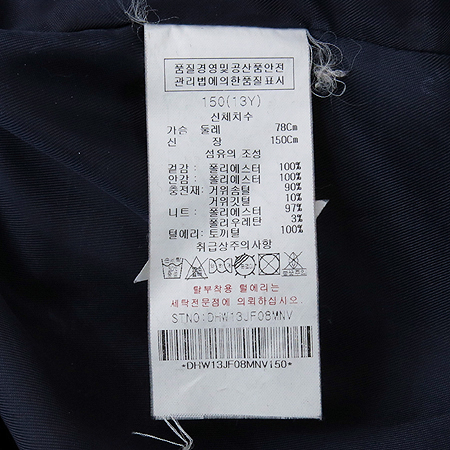 품질경영및공산품안전
관리법에의한품질표시
150(13Y)
신체치수
가슴 둘레 78Cm
신 장 150Cm
섬유의 조성
겉감: 폴리에스터 100%
안감: 폴리에스터 100%
충전재: 거위솜털 90%
거위깃털 10%
니트: 폴리에스터 97%
폴리우레탄 3%
털에리: 토끼털 100%
취급상주의사항
탈부착용 털에리는
세탁전문점에 의뢰하십시오
STNO:DHW13JF08MNV
*DHW13JF08MNV150*